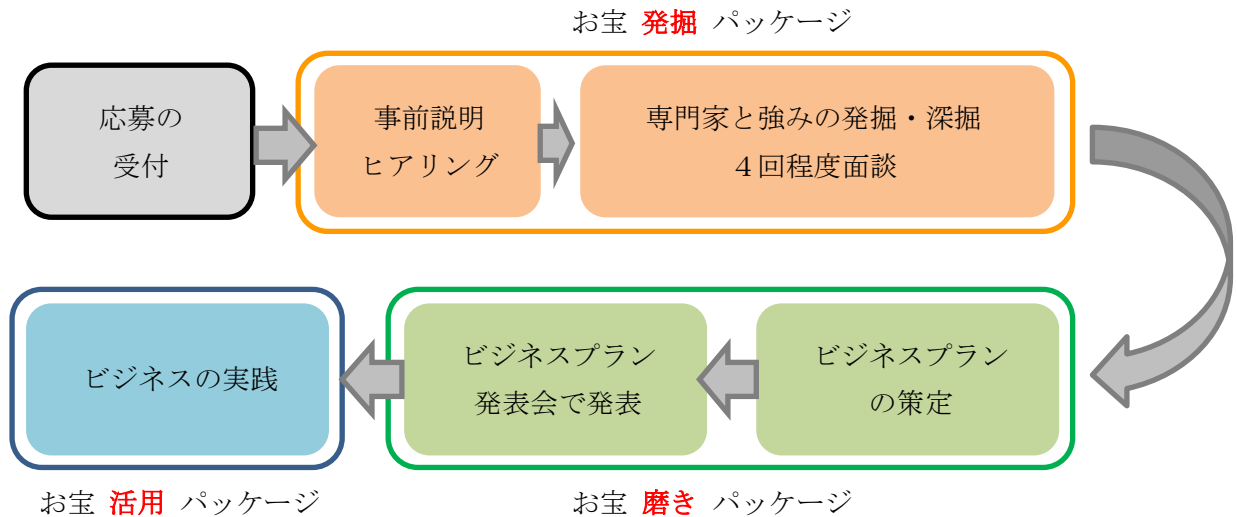 お宝 発掘 パッケージ
応募の
受付
事前説明
ヒアリング
専門家と強みの発掘・深掘
４回程度面談
ビジネスプラン
の策定
ビジネスプラン
発表会で発表
ビジネスの実践
お宝 磨き パッケージ
お宝 活用 パッケージ